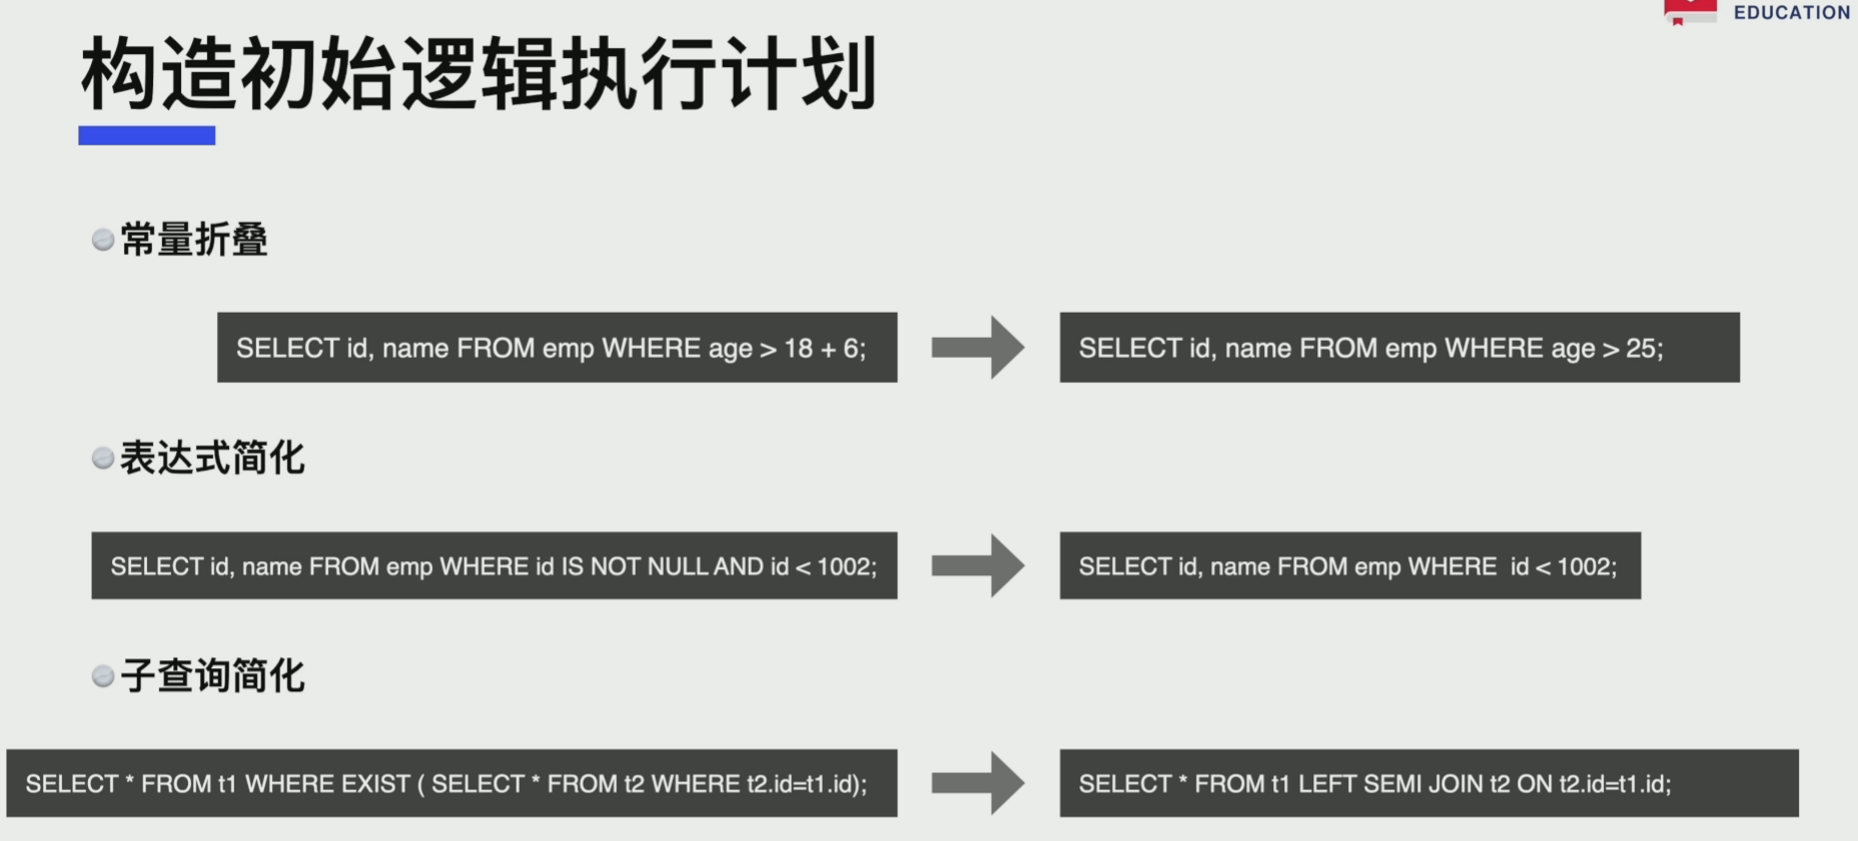 EDUCATION
构造初始逻辑执行计划
常量折叠
SELECT id, name FROM emp WHERE age > 18 + 6;
SELECT id, name FROM emp WHERE age > 25;
表达式简化
SELECT id, name FROM emp WHERE id IS NOT NULL AND id < 1002;
SELECT id, name FROM emp WHERE id < 1002;
子查询简化
SELECT * FROM t1 WHERE EXIST ( SELECT * FROM t2 WHERE t2.id=t1.id);
SELECT * FROM t1 LEFT SEMI JOIN t2 ON t2.id=t1.id;